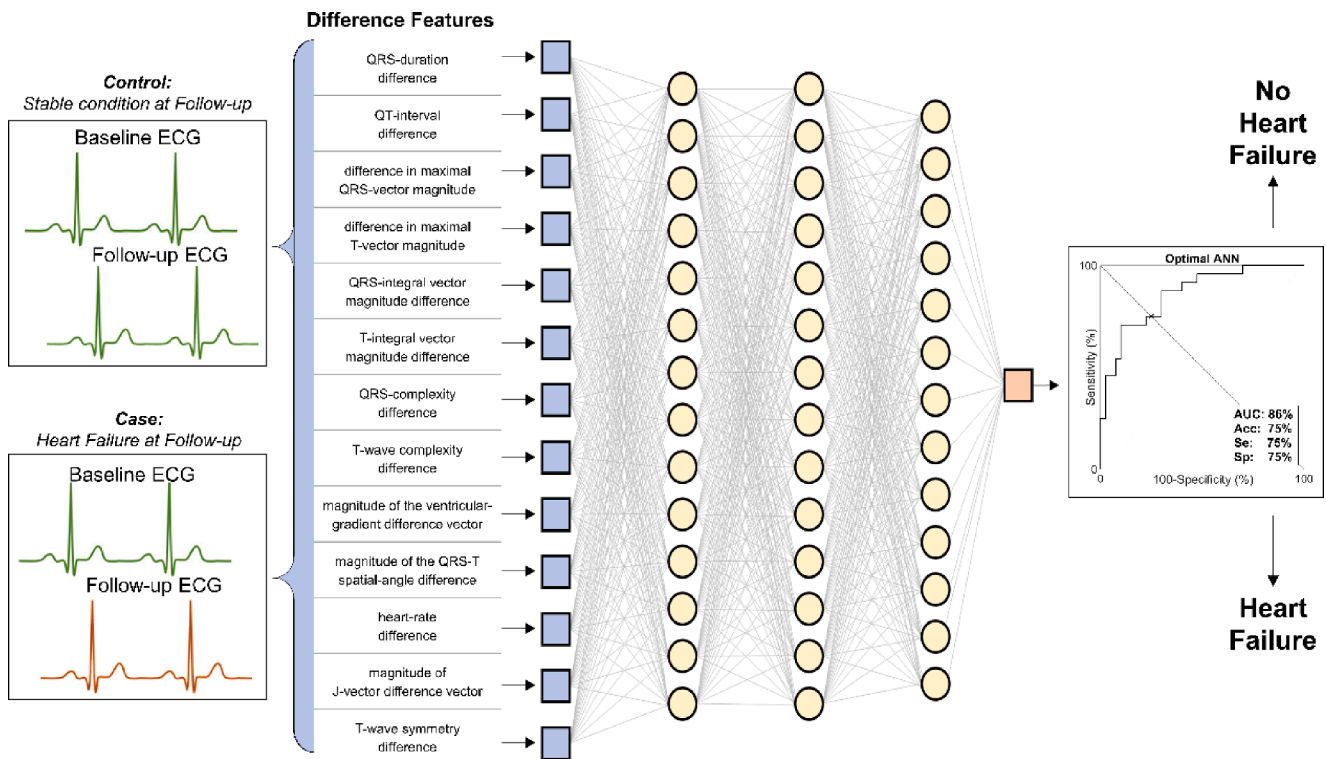 Difference Features
Control:
Stable condition at Follow-up
Baseline ECG
Follow-up ECG
Case:
Heart Failure at Follow-up
Baseline ECG
Follow-up ECG
QRS-duration
difference
QT-interval
difference
difference in maximal
QRS-vector magnitude
difference in maximal
T-vector magnitude
QRS-integral vector
magnitude difference
T-integral vector
magnitude difference
QRS-complexity
difference
T-wave complexity
difference
magnitude of the ventricular-
gradient difference vector
magnitude of the QRS-T
spatial-angle difference
heart-rate
difference
magnitude of
J-vector difference vector
T-wave symmetry
difference
No
Heart
Failure
Optimal ANN
100
Sensitivity (%)
AUC: 86%
Acc: 75%
Se: 75%
Sp: 75%
0
0
100-Specificity (%)
100
Heart
Failure